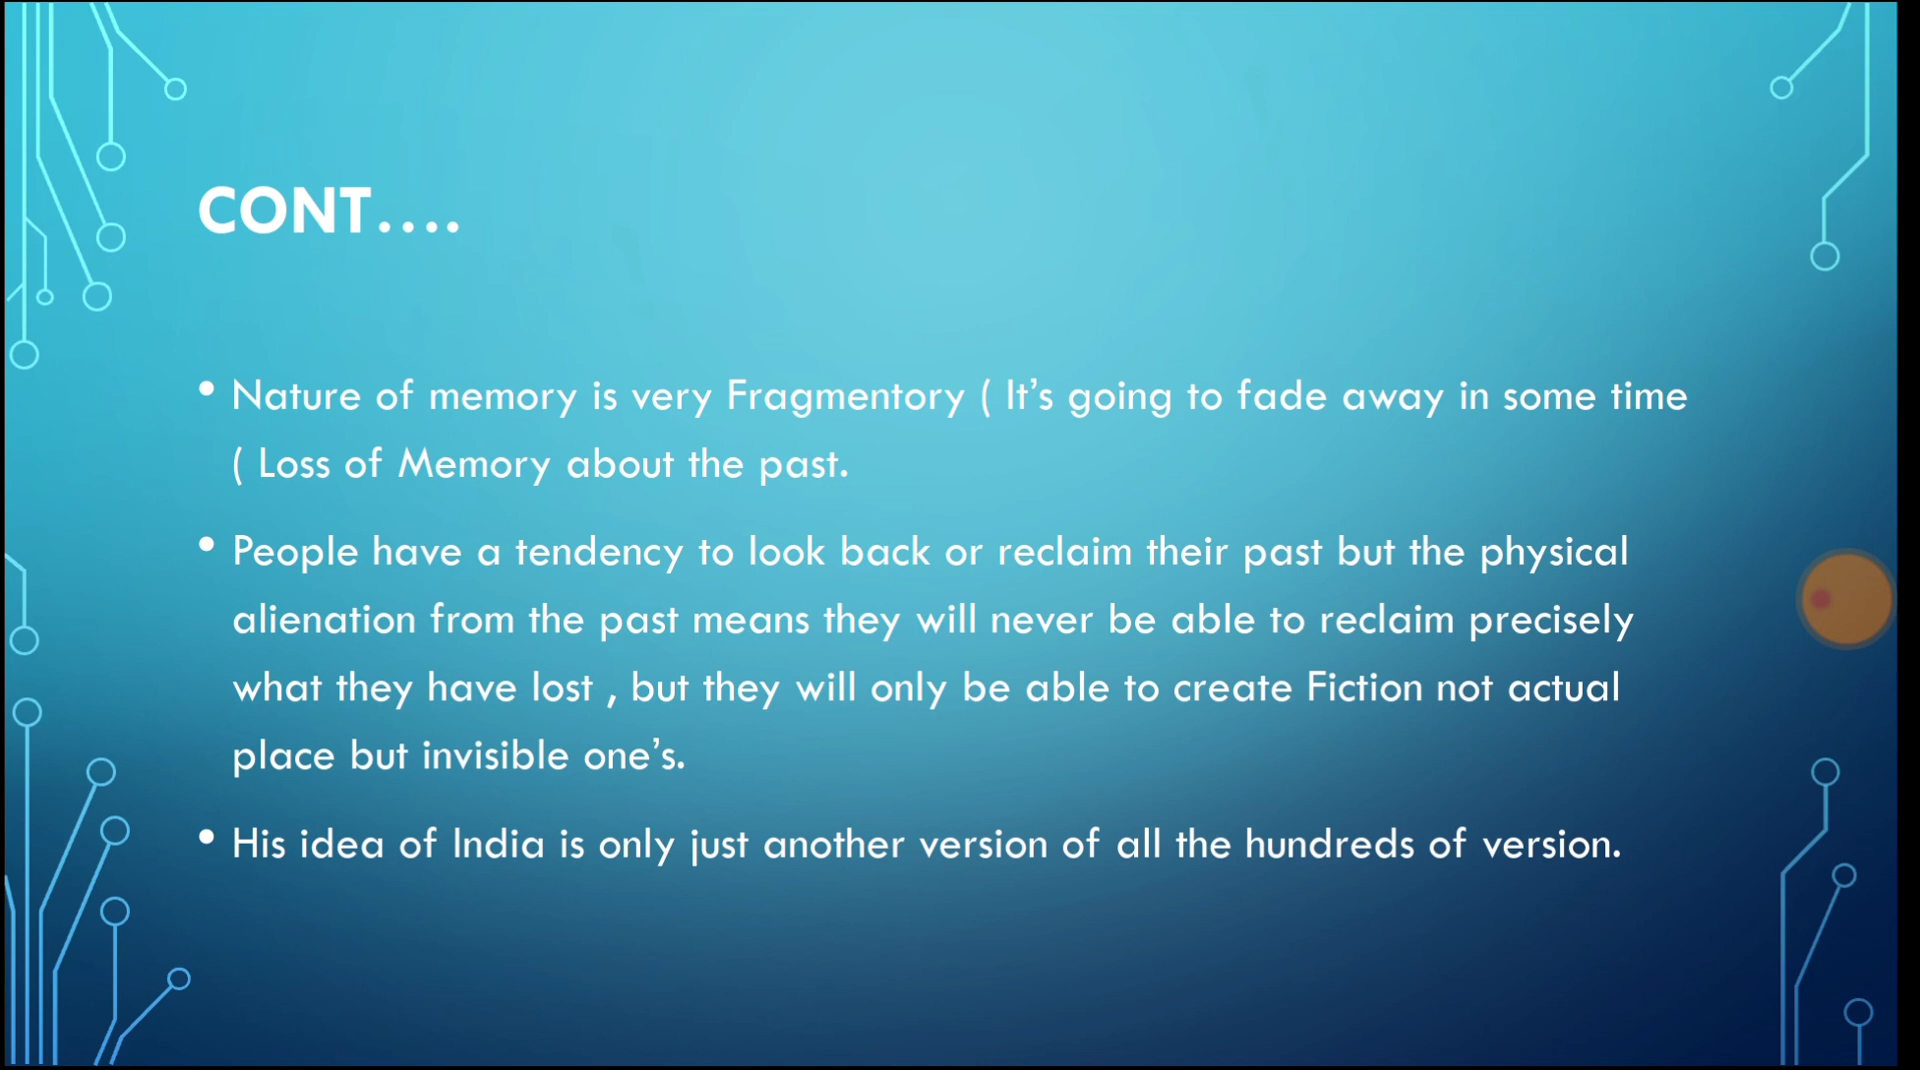 CONT....
• Nature of memory is very Fragmentory ( It's going to fade away in some time
( Loss of Memory about the past.
• People have a tendency to look back or reclaim their past but the physical
alienation from the past means they will never be able to reclaim precisely
what they have lost , but they will only be able to create Fiction not actual
place but invisible one's.
• His idea of India is only just another version of all the hundreds of version.